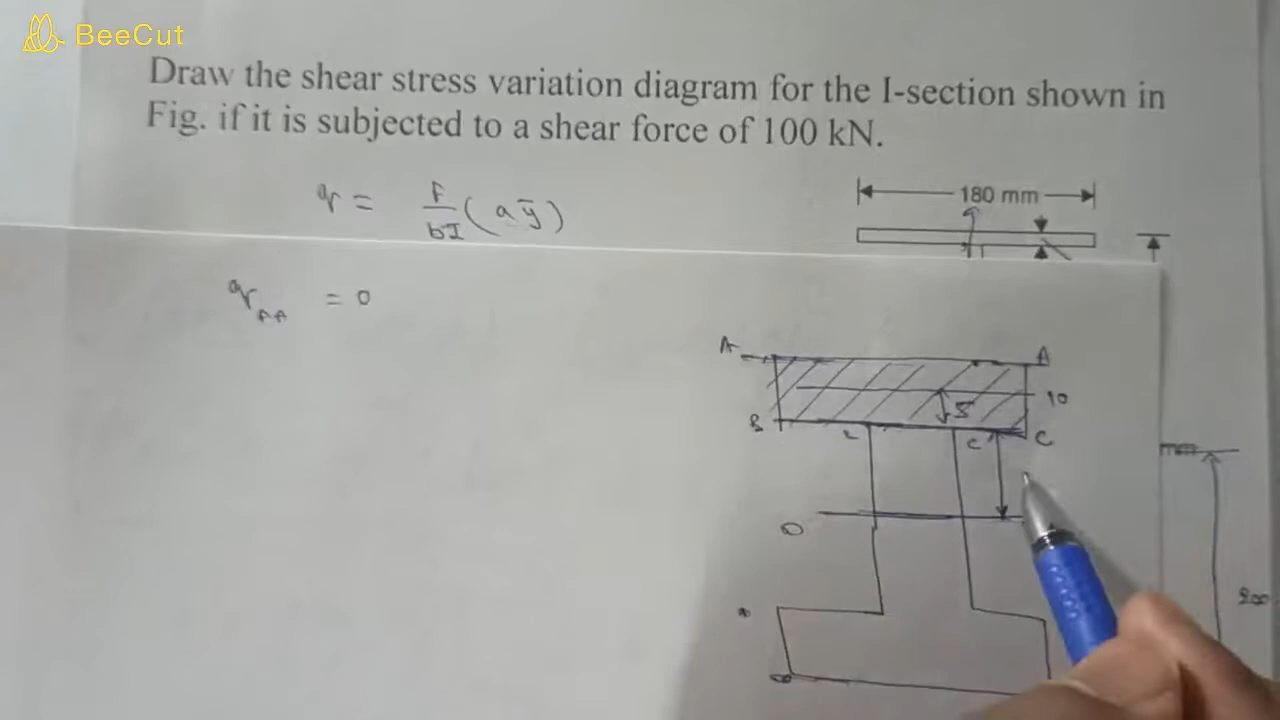 BeeCut
Draw the shear stress variation diagram for the I-section shown in
Fig. if it is subjected to a shear force of 100 kN.
180 mm
q = F/bI (a ȳ)
q_AA = 0
A A
10
5
B C
C
D
mm